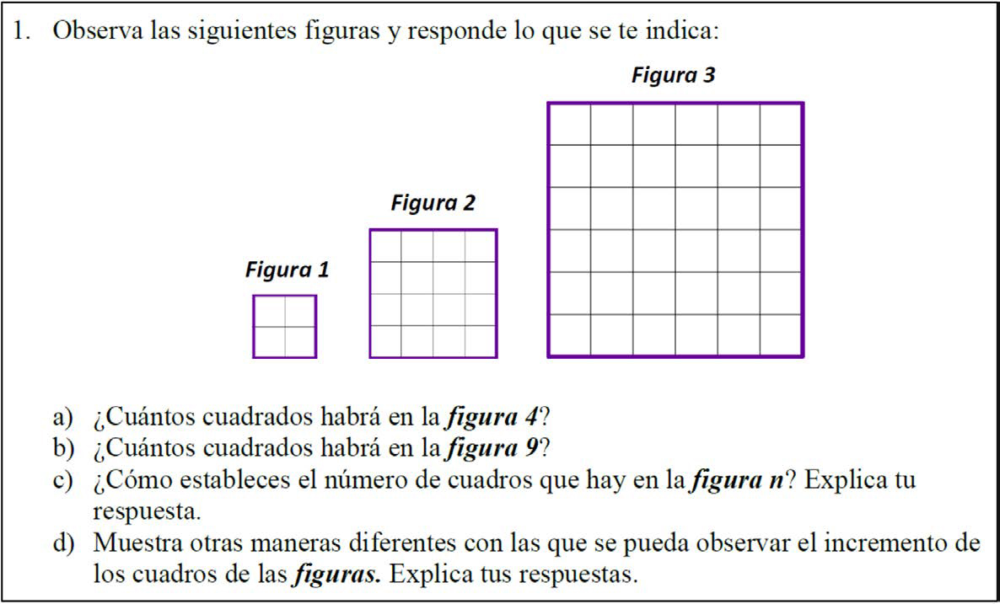 1. Observa las siguientes figuras y responde lo que se te indica:
Figura 3
Figura 2
Figura 1
a) ¿Cuántos cuadrados habrá en la figura 4?
b) ¿Cuántos cuadrados habrá en la figura 9?
c) ¿Cómo estableces el número de cuadros que hay en la figura n? Explica tu
respuesta.
d) Muestra otras maneras diferentes con las que se pueda observar el incremento de
los cuadros de las figuras. Explica tus respuestas.